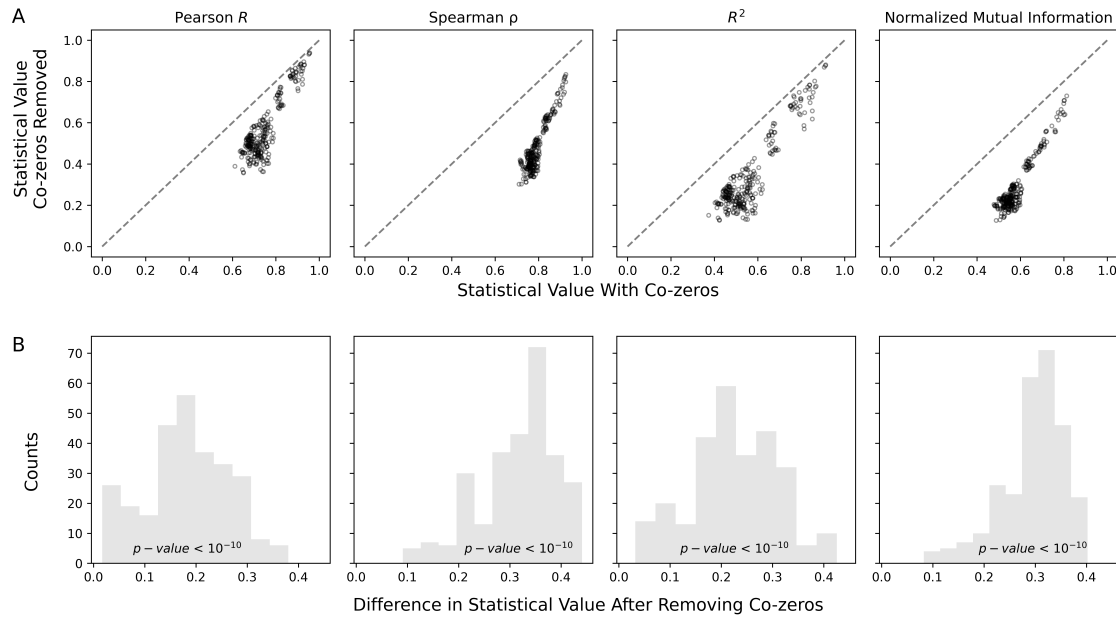 A
Pearson R
Spearman ρ
R²
Normalized Mutual Information
Statistical Value
Co-zeros Removed
1.0
0.8
0.6
0.4
0.2
0.0
0.0 0.2 0.4 0.6 0.8 1.0
0.0 0.2 0.4 0.6 0.8 1.0
0.0 0.2 0.4 0.6 0.8 1.0
0.0 0.2 0.4 0.6 0.8 1.0
Statistical Value With Co-zeros
B
Counts
70
60
50
40
30
20
10
0
p − value < 10⁻¹⁰
p − value < 10⁻¹⁰
p − value < 10⁻¹⁰
p − value < 10⁻¹⁰
0.0 0.1 0.2 0.3 0.4
0.0 0.2 0.4
0.0 0.1 0.2 0.3 0.4
0.0 0.1 0.2 0.3 0.4
Difference in Statistical Value After Removing Co-zeros